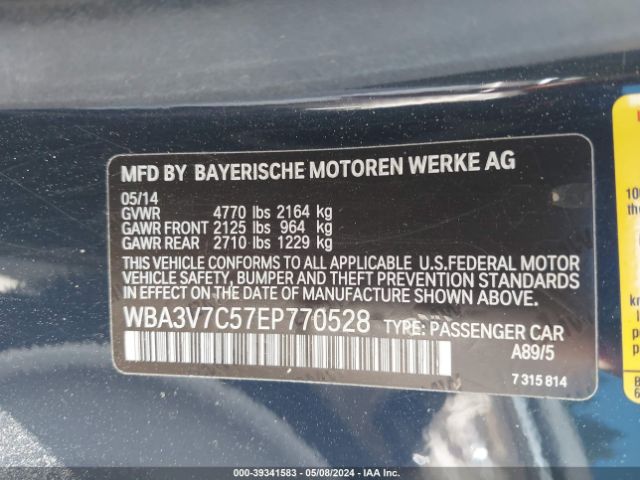 MFD BY BAYERISCHE MOTOREN WERKE AG
05/14
GVWR 4770 lbs 2164 kg
GAWR FRONT 2125 lbs 964 kg
GAWR REAR 2710 lbs 1229 kg
THIS VEHICLE CONFORMS TO ALL APPLICABLE U.S.FEDERAL MOTOR
VEHICLE SAFETY, BUMPER AND THEFT PREVENTION STANDARDS
IN EFFECT ON THE DATE OF MANUFACTURE SHOWN ABOVE.
WBA3V7C57EP770528 TYPE: PASSENGER CAR
A89/5
7 315 814
000-39341583 - 05/08/2024 - IAA Inc.